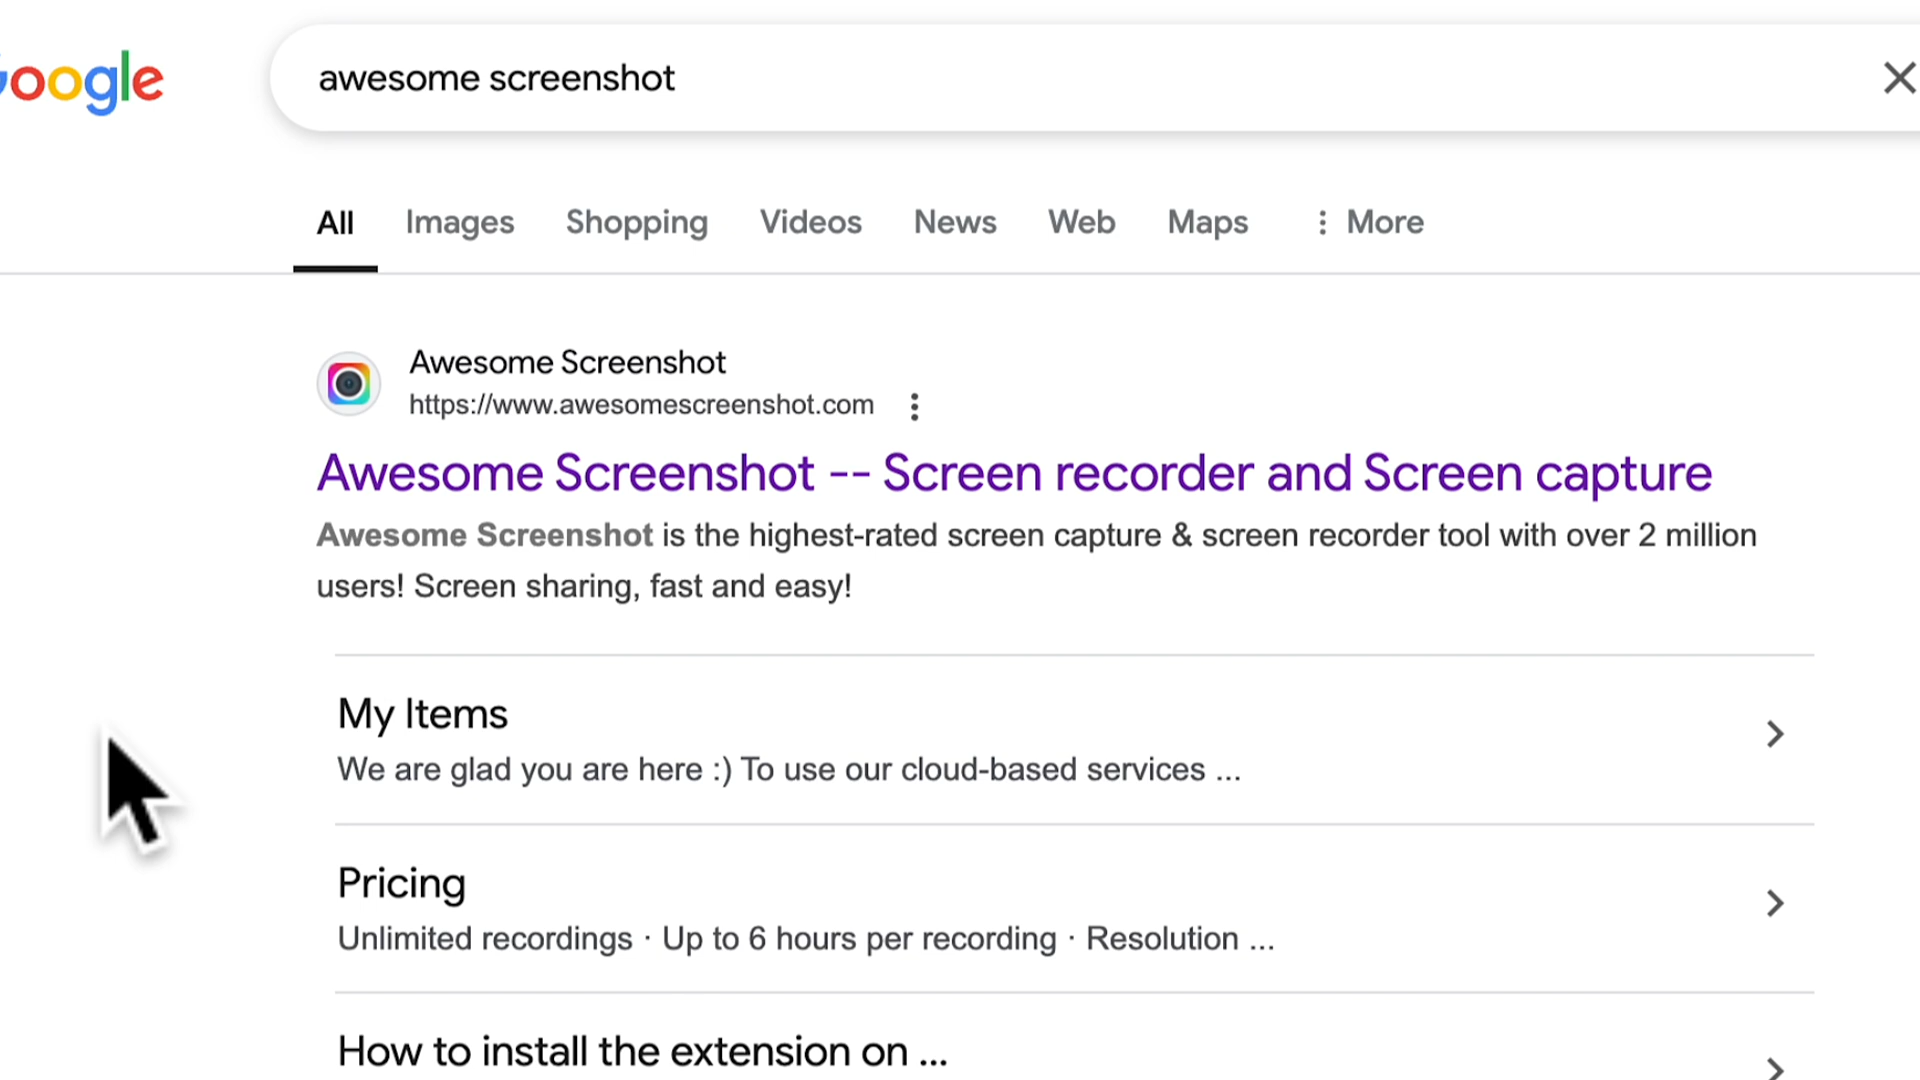 Google
awesome screenshot
All Images Shopping Videos News Web Maps More
Awesome Screenshot
https://www.awesomescreenshot.com
Awesome Screenshot -- Screen recorder and Screen capture
Awesome Screenshot is the highest-rated screen capture & screen recorder tool with over 2 million
users! Screen sharing, fast and easy!
My Items
We are glad you are here :) To use our cloud-based services ...
Pricing
Unlimited recordings · Up to 6 hours per recording · Resolution ...
How to install the extension on ...